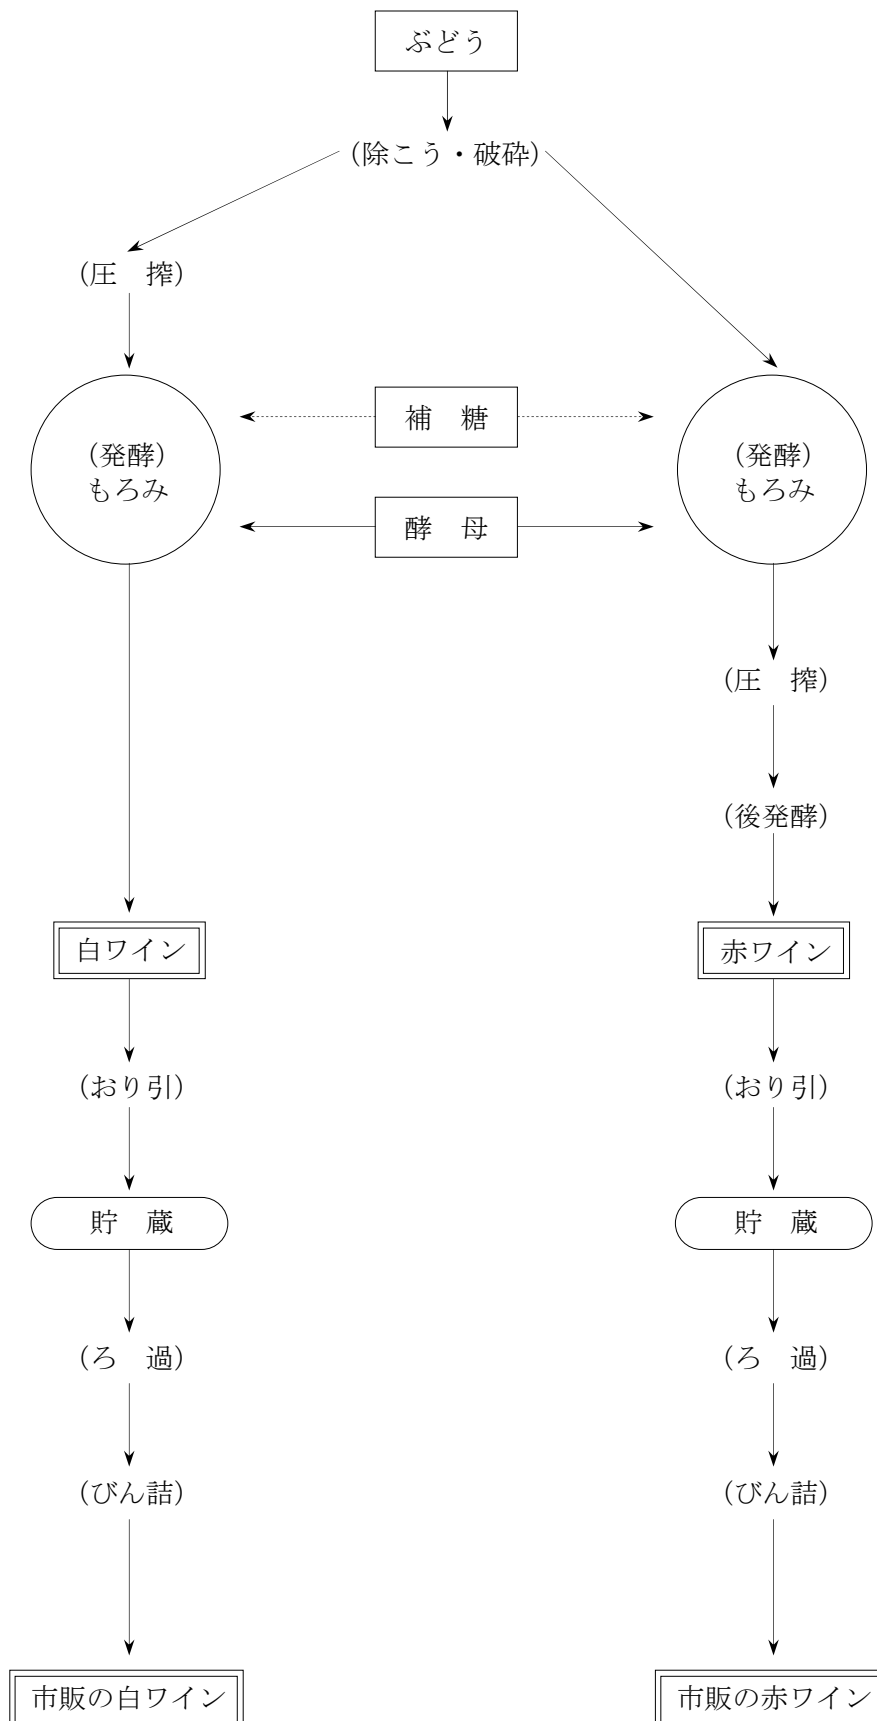 ぶどう
（除こう・破砕）
（圧　搾）
補　糖
（発酵）
もろみ
（発酵）
もろみ
酵　母
（圧　搾）
（後発酵）
白ワイン
赤ワイン
（おり引）
（おり引）
貯　蔵
貯　蔵
（ろ　過）
（ろ　過）
（びん詰）
（びん詰）
市販の白ワイン
市販の赤ワイン